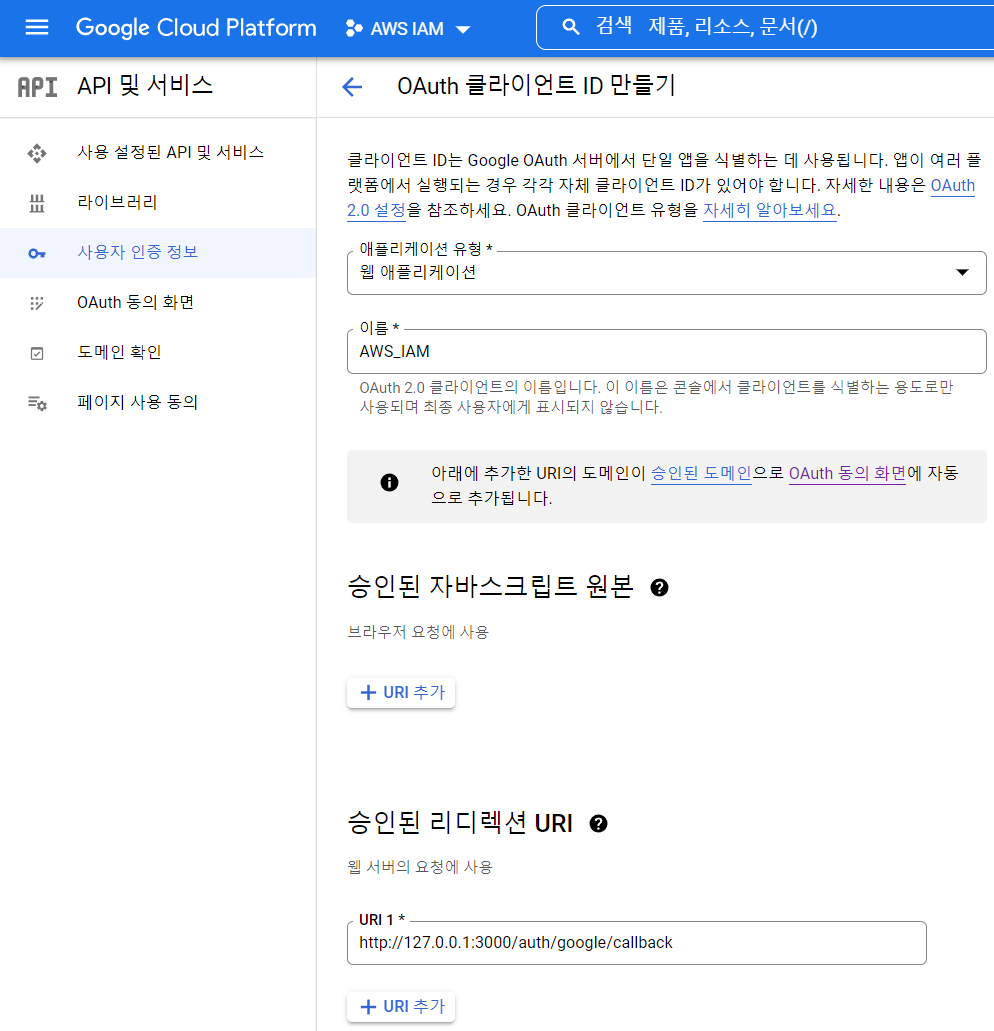 Google Cloud Platform
AWS IAM
검색 제품, 리소스, 문서(/)
API
API 및 서비스
사용 설정된 API 및 서비스
라이브러리
사용자 인증 정보
OAuth 동의 화면
도메인 확인
페이지 사용 동의
OAuth 클라이언트 ID 만들기
클라이언트 ID는 Google OAuth 서버에서 단일 앱을 식별하는 데 사용됩니다. 앱이 여러 플
랫폼에서 실행되는 경우 각각 자체 클라이언트 ID가 있어야 합니다. 자세한 내용은 OAuth
2.0 설정을 참조하세요. OAuth 클라이언트 유형을 자세히 알아보세요.
애플리케이션 유형 *
웹 애플리케이션
이름 *
AWS_IAM
OAuth 2.0 클라이언트의 이름입니다. 이 이름은 콘솔에서 클라이언트를 식별하는 용도로만
사용되며 최종 사용자에게 표시되지 않습니다.
아래에 추가한 URI의 도메인이 승인된 도메인으로 OAuth 동의 화면에 자동
으로 추가됩니다.
승인된 자바스크립트 원본
브라우저 요청에 사용
+ URI 추가
승인된 리디렉션 URI
웹 서버의 요청에 사용
URI 1 *
http://127.0.0.1:3000/auth/google/callback
+ URI 추가